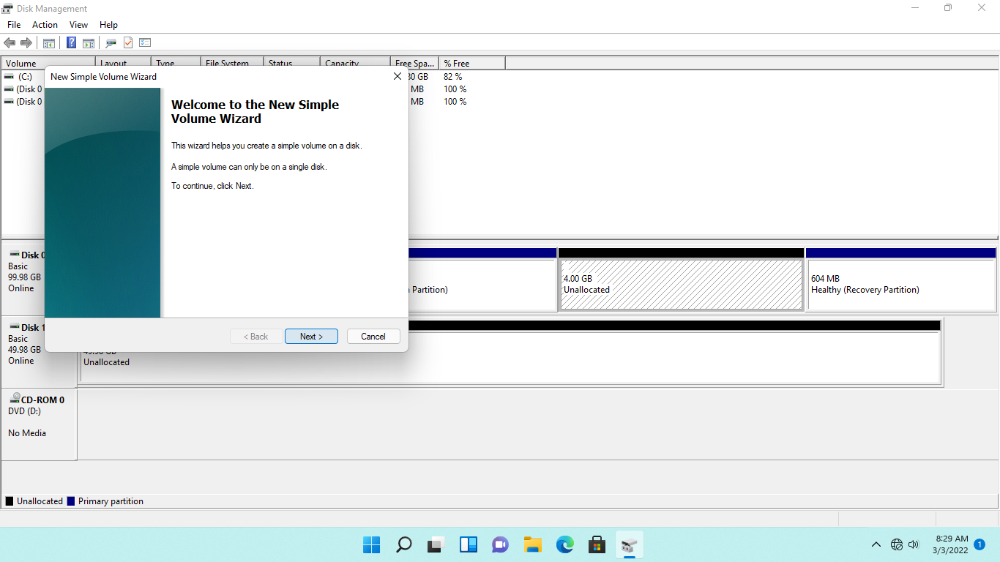 Disk Management
File Action View Help
Volume Layout Type File System Status Capacity Free Spa... % Free
(C:) 30 GB 82 %
(Disk 0 MB 100 %
(Disk 0 MB 100 %
New Simple Volume Wizard
Welcome to the New Simple
Volume Wizard
This wizard helps you create a simple volume on a disk.
A simple volume can only be on a single disk.
To continue, click Next.
< Back Next > Cancel
Disk 0
Basic
99.98 GB
Online
Partition)
4.00 GB
Unallocated
604 MB
Healthy (Recovery Partition)
Disk 1
Basic
49.98 GB
Online
49.98 GB
Unallocated
CD-ROM 0
DVD (D:)
No Media
Unallocated Primary partition
8:29 AM
3/3/2022
1